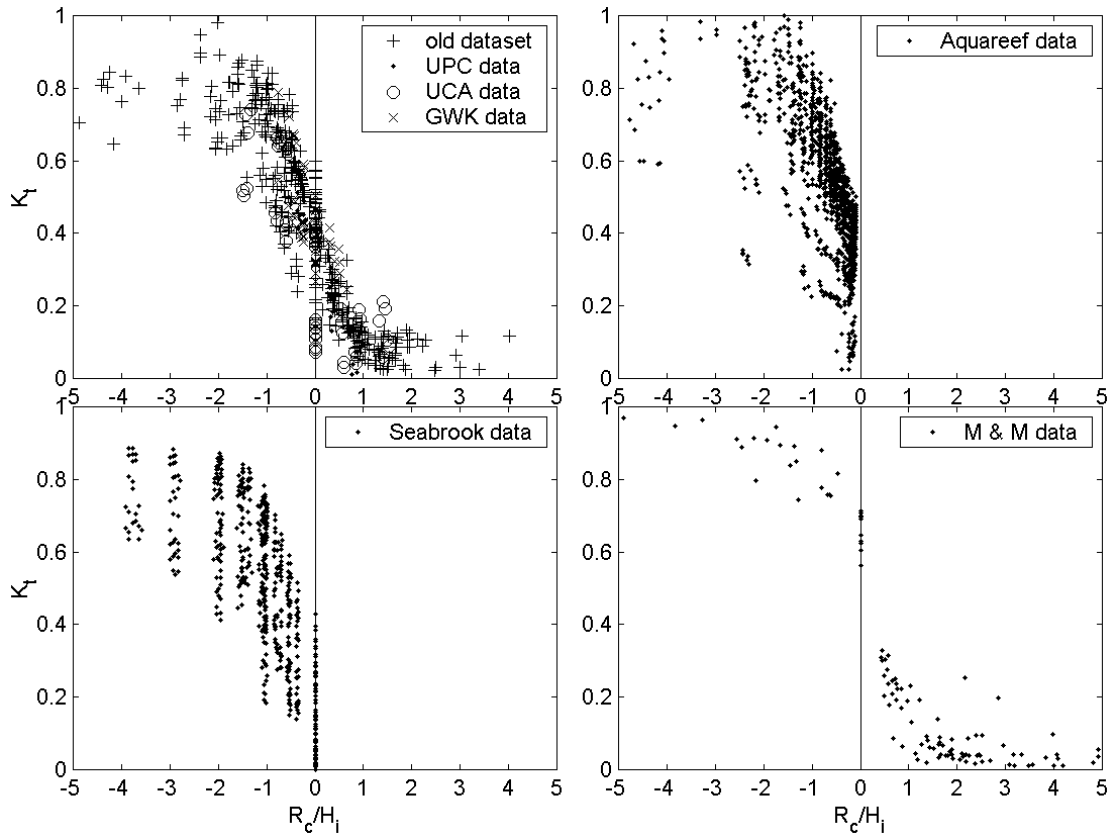 1
0.8
0.6
0.4
0.2
0
K_t
-5 -4 -3 -2 -1 0 1 2 3 4 5
old dataset
UPC data
UCA data
GWK data
1
0.8
0.6
0.4
0.2
0
-5 -4 -3 -2 -1 0 1 2 3 4 5
Aquareef data
1
0.8
0.6
0.4
0.2
0
K_t
-5 -4 -3 -2 -1 0 1 2 3 4 5
R_c/H_i
Seabrook data
1
0.8
0.6
0.4
0.2
0
-5 -4 -3 -2 -1 0 1 2 3 4 5
R_c/H_i
M & M data